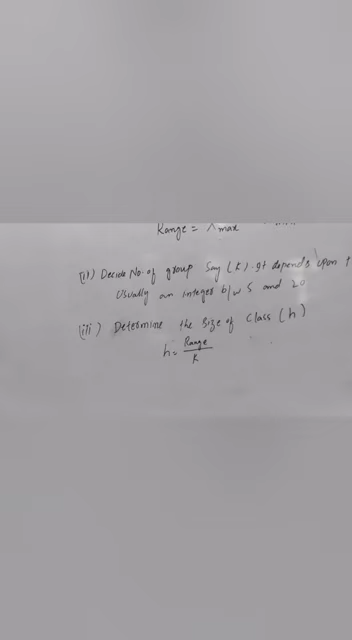 Range = Xmax
(ii) Decide No. of group Say (K). It depends upon
Usually an integer b/w 5 and 20
(iii) Determine the Size of Class (h)
h = Range
K